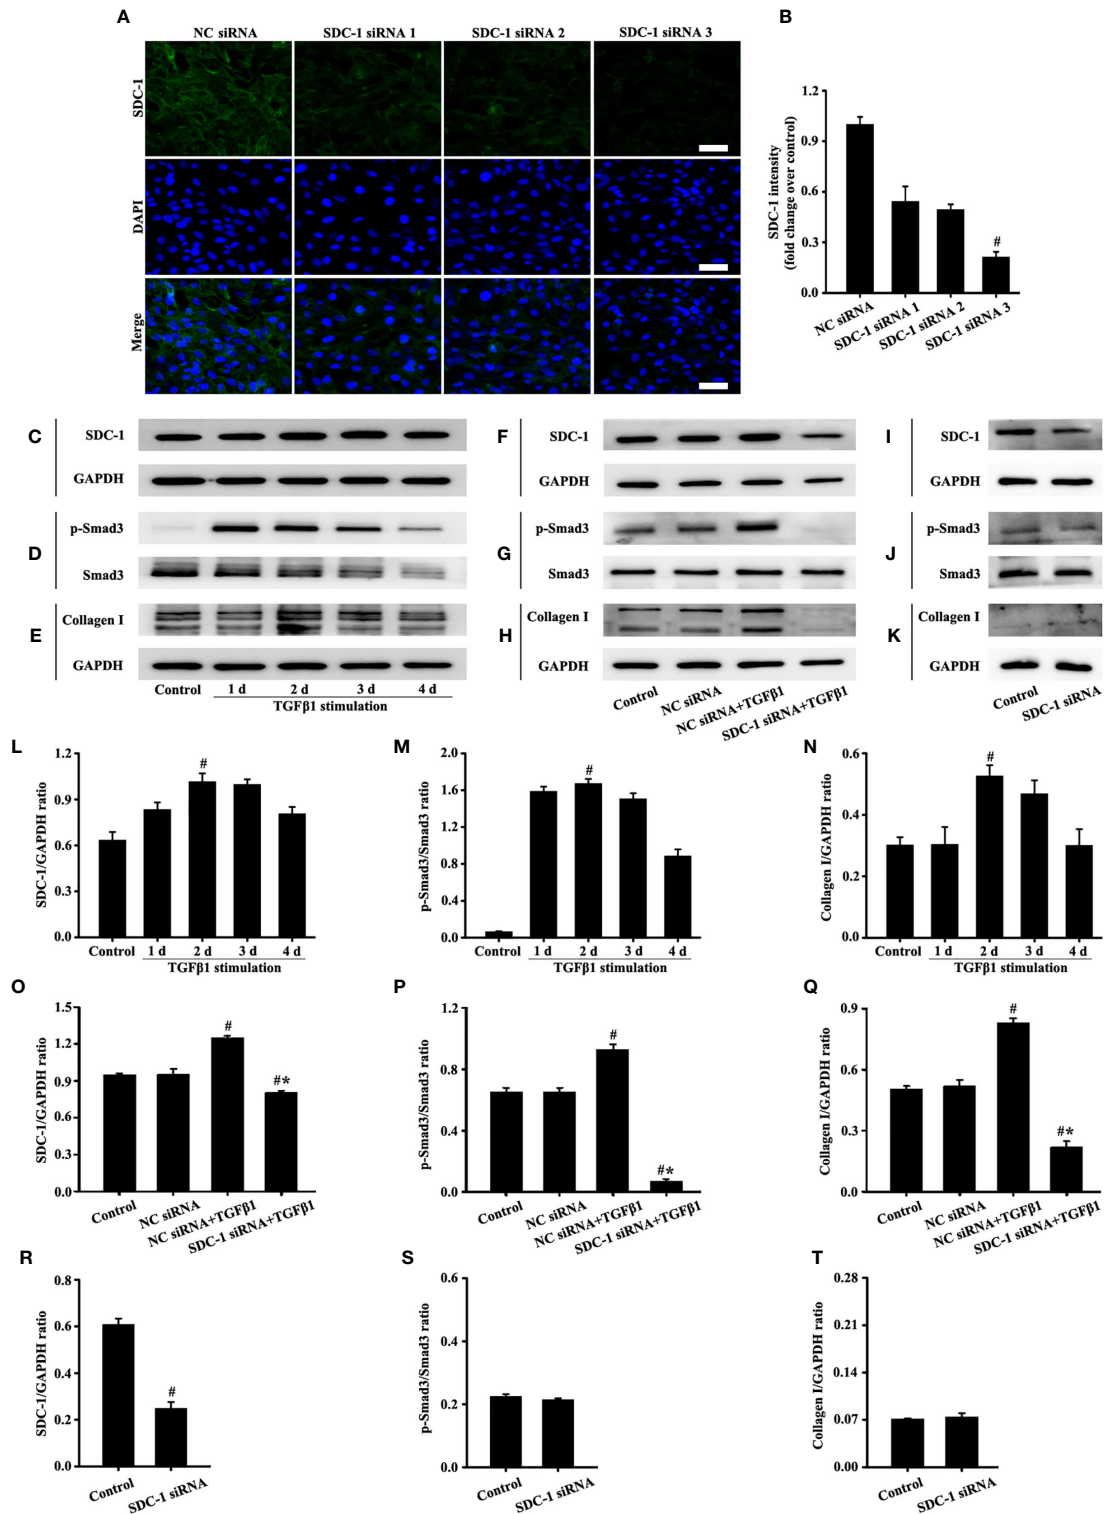 A
NC siRNA SDC-1 siRNA 1 SDC-1 siRNA 2 SDC-1 siRNA 3
SDC-1
DAPI
Merge
B
1.2
0.9
0.6
0.3
0.0
SDC-1 intensity
(fold change over control)
#
NC siRNA
SDC-1 siRNA 1
SDC-1 siRNA 2
SDC-1 siRNA 3
C
SDC-1
GAPDH
D
p-Smad3
Smad3
E
Collagen I
GAPDH
Control 1 d 2 d 3 d 4 d
TGFβ1 stimulation
F
SDC-1
GAPDH
G
p-Smad3
Smad3
H
Collagen I
GAPDH
Control
NC siRNA
NC siRNA+TGFβ1
SDC-1 siRNA+TGFβ1
I
SDC-1
GAPDH
J
p-Smad3
Smad3
K
Collagen I
GAPDH
Control
SDC-1 siRNA
L
SDC-1/GAPDH ratio
1.2
0.9
0.6
0.3
0.0
#
Control 1 d 2 d 3 d 4 d
TGFβ1 stimulation
M
p-Smad3/Smad3 ratio
2.0
1.6
1.2
0.8
0.4
0.0
#
Control 1 d 2 d 3 d 4 d
TGFβ1 stimulation
N
Collagen I/GAPDH ratio
0.6
0.4
0.2
0.0
#
Control 1 d 2 d 3 d 4 d
TGFβ1 stimulation
O
SDC-1/GAPDH ratio
1.5
1.2
0.9
0.6
0.3
0.0
#
#*
Control
NC siRNA
NC siRNA+TGFβ1
SDC-1 siRNA+TGFβ1
P
p-Smad3/Smad3 ratio
1.2
0.8
0.4
0.0
#
#*
Control
NC siRNA
NC siRNA+TGFβ1
SDC-1 siRNA+TGFβ1
Q
Collagen I/GAPDH ratio
0.9
0.6
0.3
0.0
#
#*
Control
NC siRNA
NC siRNA+TGFβ1
SDC-1 siRNA+TGFβ1
R
SDC-1/GAPDH ratio
0.8
0.6
0.4
0.2
0.0
#
Control
SDC-1 siRNA
S
p-Smad3/Smad3 ratio
0.6
0.4
0.2
0.0
Control
SDC-1 siRNA
T
Collagen I/GAPDH ratio
0.28
0.21
0.14
0.07
0.00
Control
SDC-1 siRNA